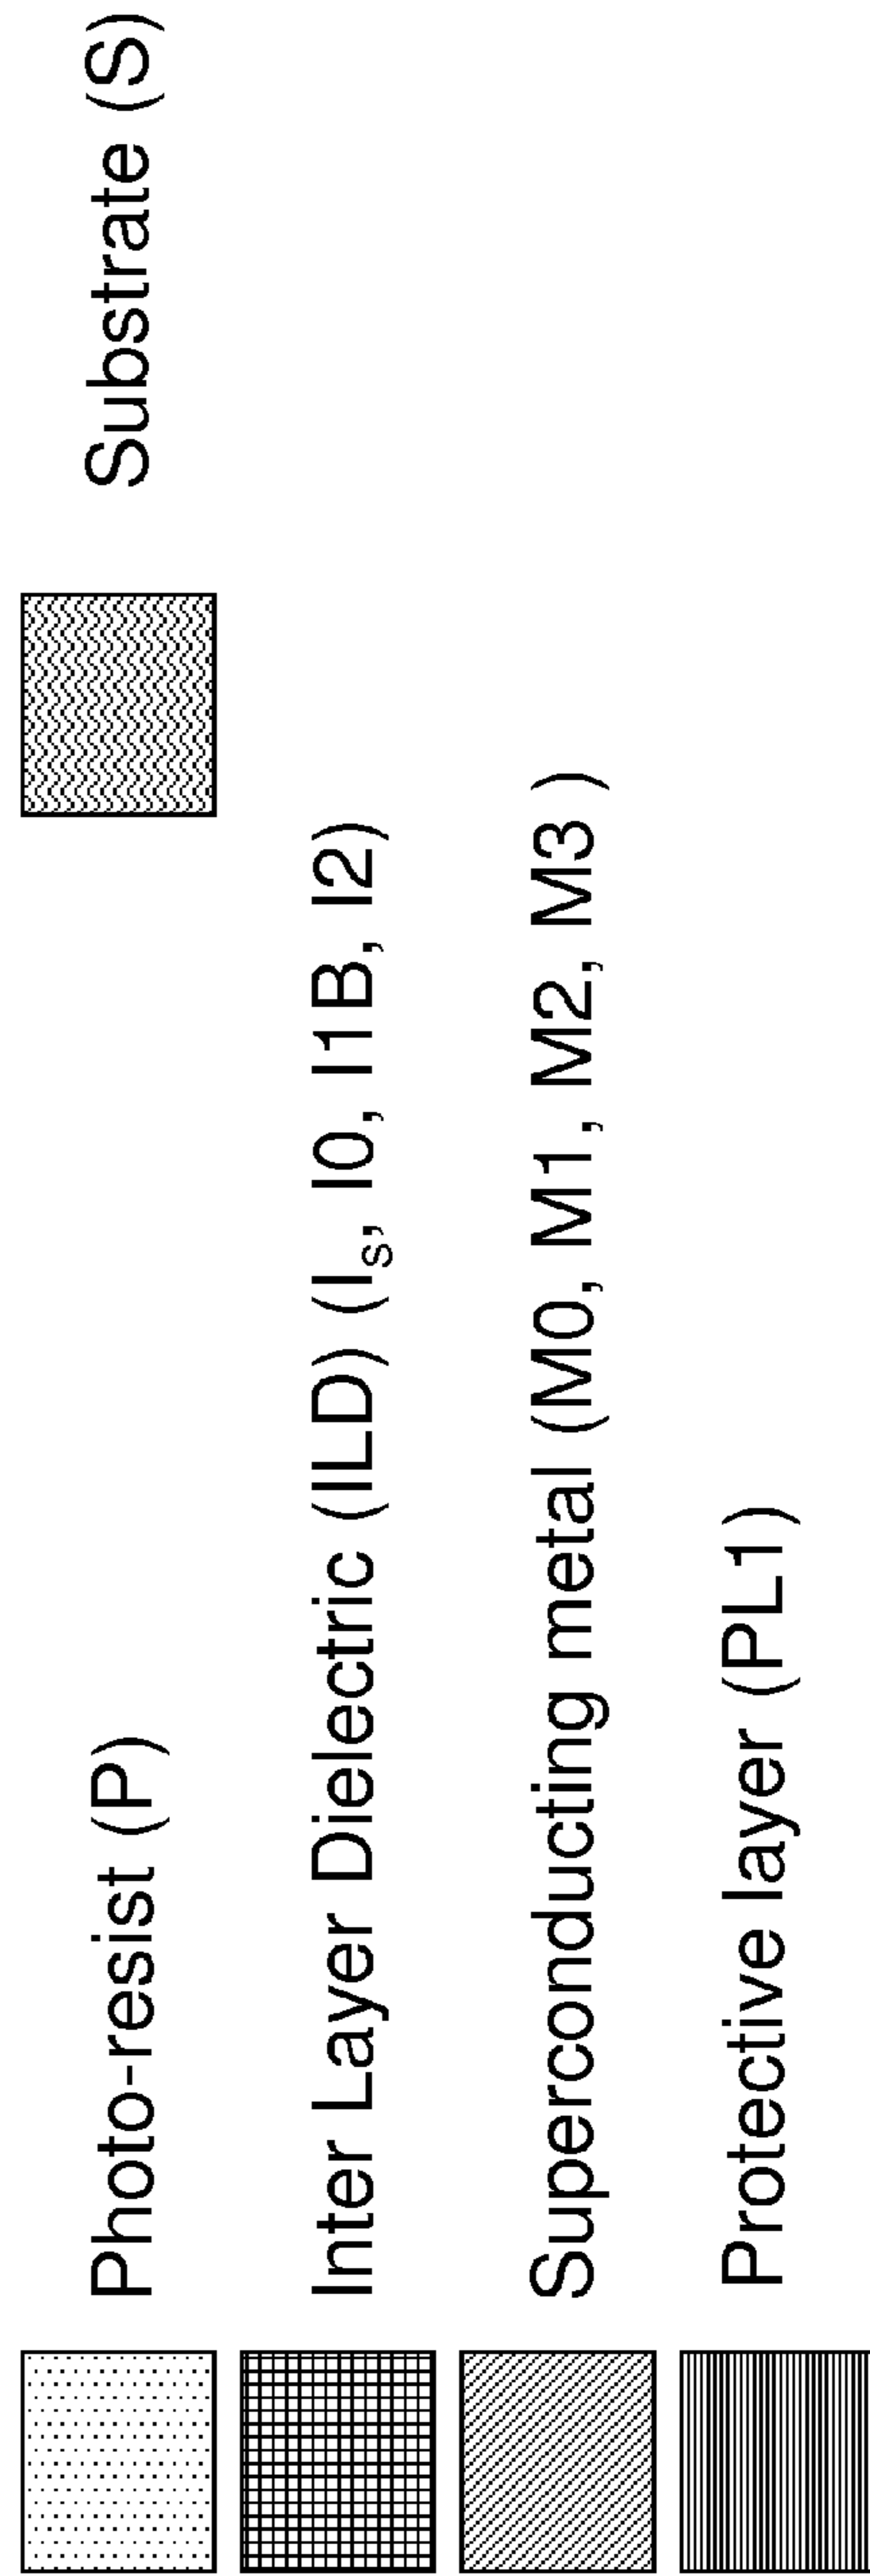 Photo-resist (P)
Substrate (S)
Inter Layer Dielectric (ILD) (Iₛ, I0, I1B, I2)
Superconducting metal (M0, M1, M2, M3 )
Protective layer (PL1)